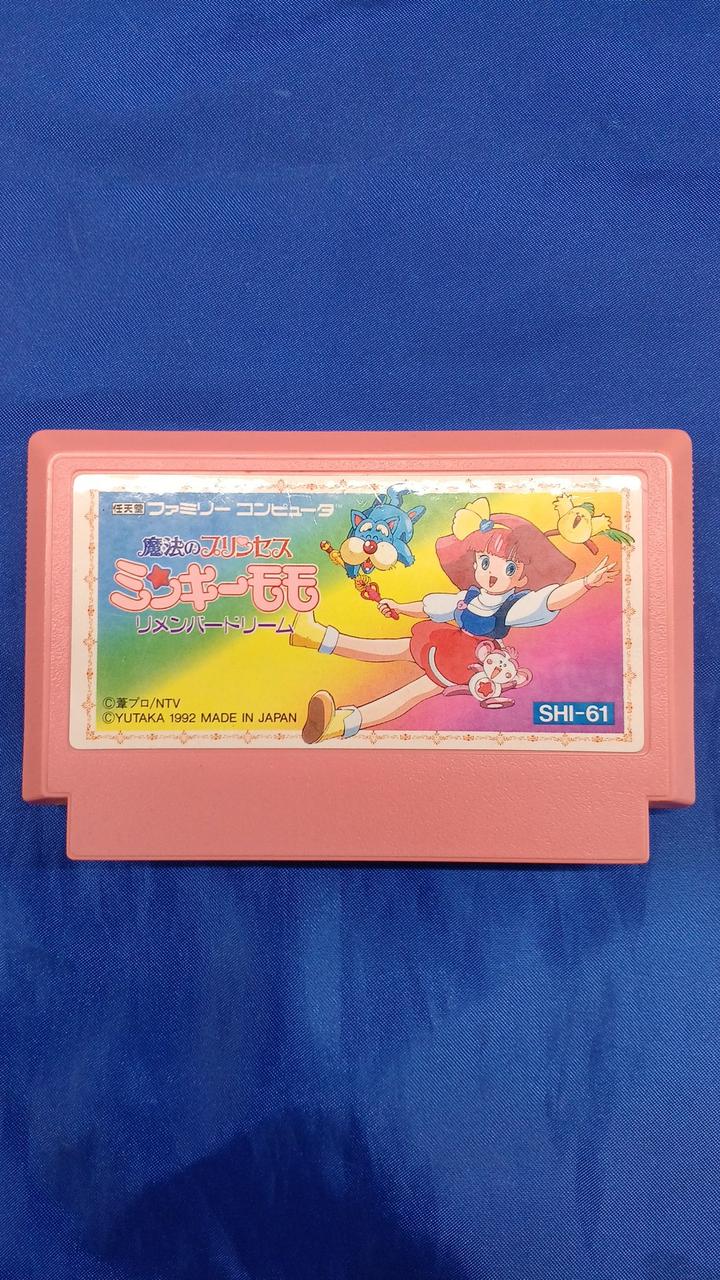 任天堂 ファミリー コンピュータ™
魔法のプリンセス
ミンキーモモ
リメンバードリーム
©葦プロ/NTV
©YUTAKA 1992 MADE IN JAPAN
SHI-61